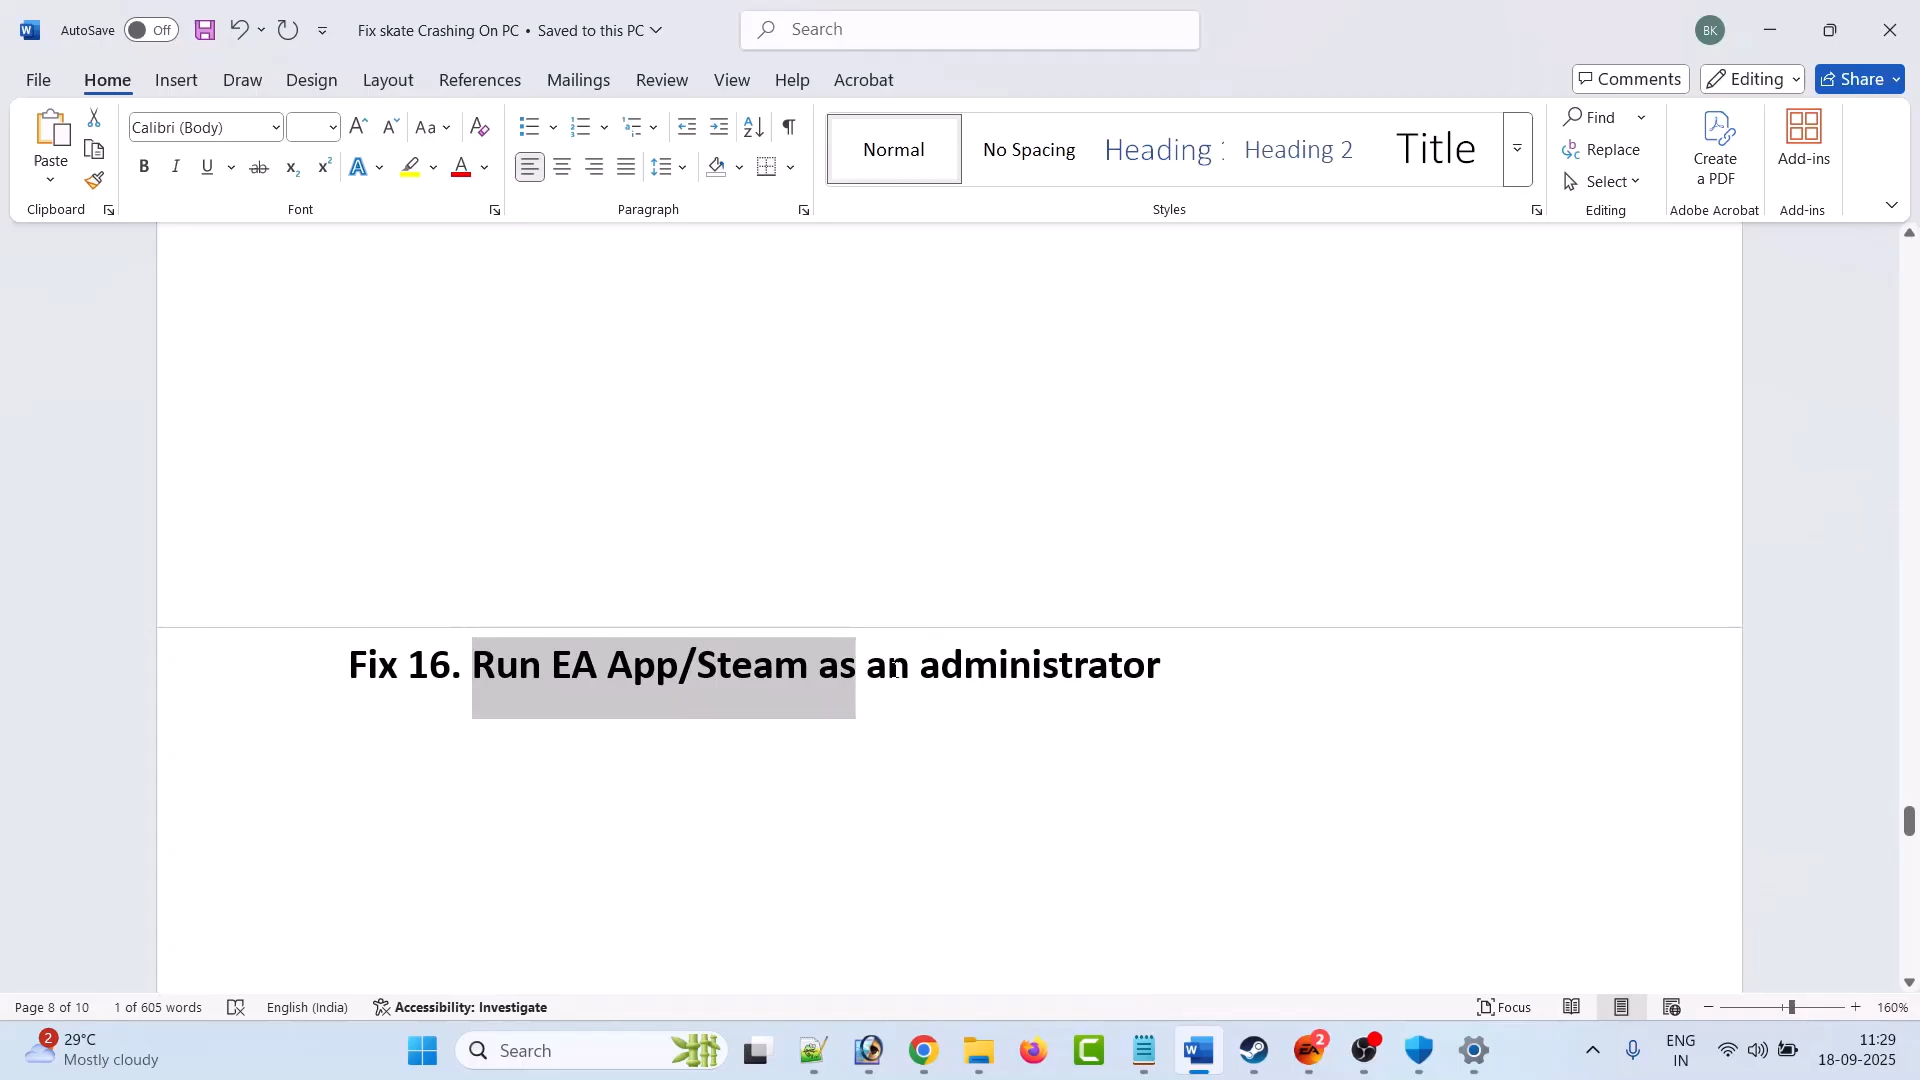 AutoSave Off Fix skate Crashing On PC • Saved to this PC Search BK
File Home Insert Draw Design Layout References Mailings Review View Help Acrobat Comments Editing Share
Paste
Calibri (Body)
Clipboard Font Paragraph
Normal No Spacing Heading 1 Heading 2 Title
Styles
Find
Replace
Select
Editing
Create
a PDF
Adobe Acrobat
Add-ins
Add-ins
Fix 16. Run EA App/Steam as an administrator
Page 8 of 10 1 of 605 words English (India) Accessibility: Investigate Focus 160%
2 29°C
Mostly cloudy
Search
2
ENG
IN
11:29
18-09-2025